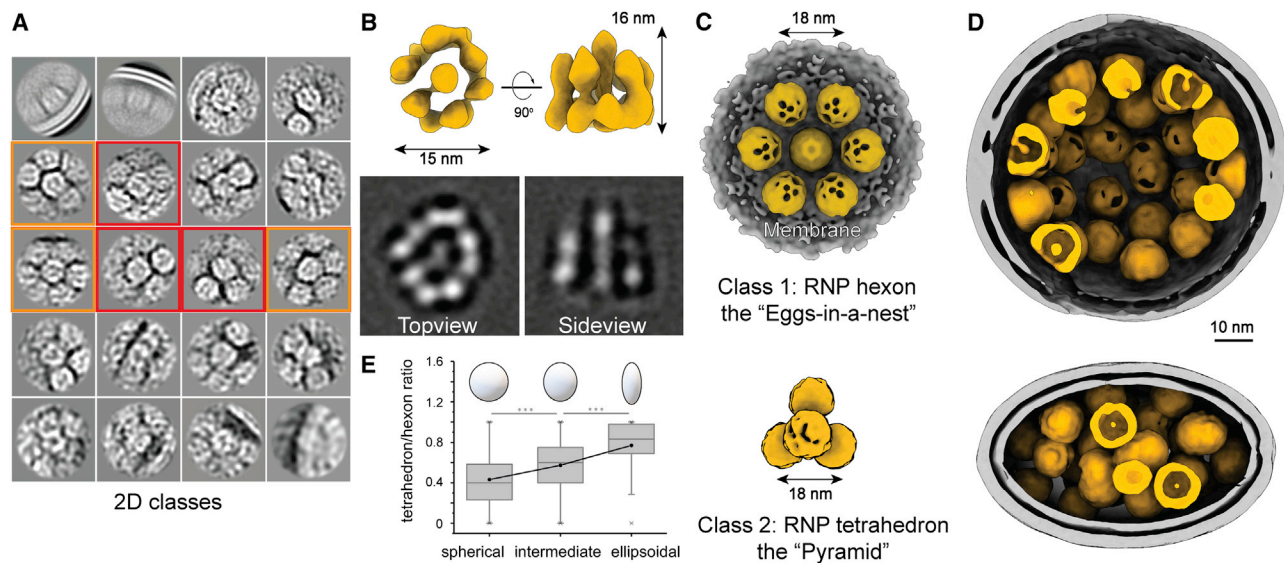 A
2D classes
B
16 nm
90°
15 nm
Topview
Sideview
C
18 nm
Membrane
Class 1: RNP hexon
the “Eggs-in-a-nest”
18 nm
Class 2: RNP tetrahedron
the “Pyramid”
D
10 nm
E
tetrahedron/hexon ratio
1.6
1.2
0.8
0.4
0
***
***
spherical
intermediate
ellipsoidal